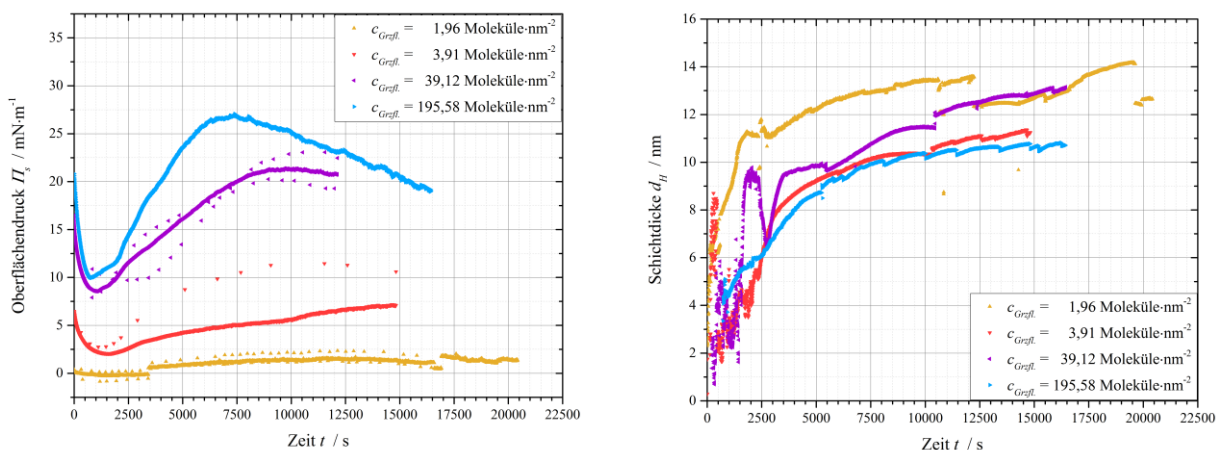 c_Grzfl. = 1,96 Moleküle·nm⁻²
c_Grzfl. = 3,91 Moleküle·nm⁻²
c_Grzfl. = 39,12 Moleküle·nm⁻²
c_Grzfl. = 195,58 Moleküle·nm⁻²
Oberflächendruck Π_s / mN·m⁻¹
35
30
25
20
15
10
5
0
0 2500 5000 7500 10000 12500 15000 17500 20000 22500
Zeit t / s
Schichtdicke d_H / nm
16
14
12
10
8
6
4
2
0
c_Grzfl. = 1,96 Moleküle·nm⁻²
c_Grzfl. = 3,91 Moleküle·nm⁻²
c_Grzfl. = 39,12 Moleküle·nm⁻²
c_Grzfl. = 195,58 Moleküle·nm⁻²
0 2500 5000 7500 10000 12500 15000 17500 20000 22500
Zeit t / s